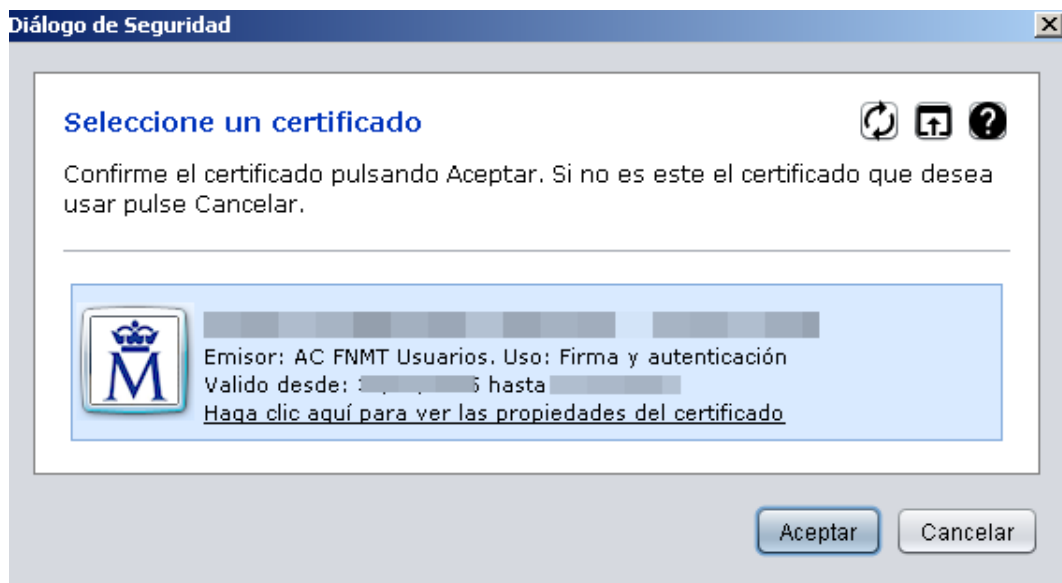 Diálogo de Seguridad
Seleccione un certificado
Confirme el certificado pulsando Aceptar. Si no es este el certificado que desea
usar pulse Cancelar.
Emisor: AC FNMT Usuarios. Uso: Firma y autenticación
Valido desde: hasta
Haga clic aquí para ver las propiedades del certificado
Aceptar Cancelar